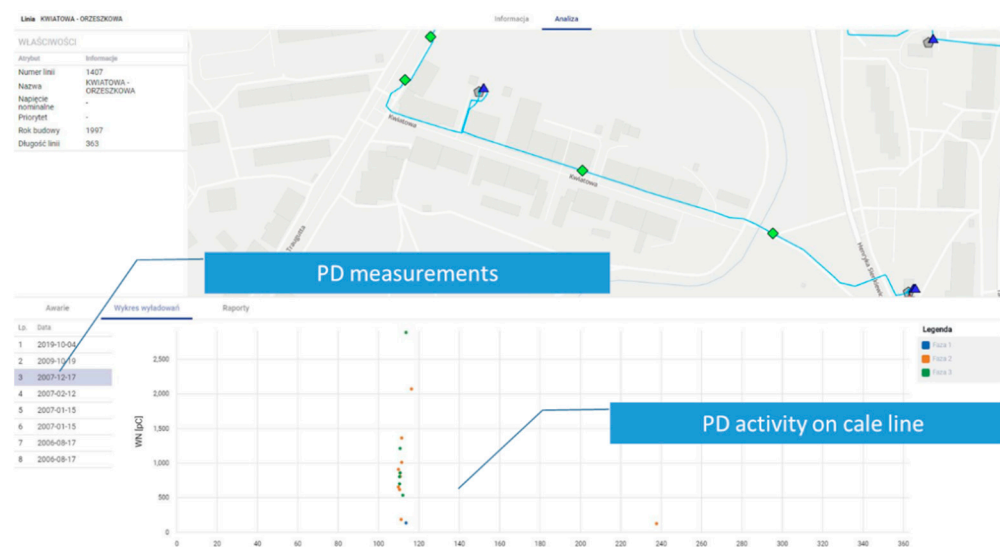 Linia KWIATOWA - ORZESZKOWA
Informacja Analiza
WŁAŚCIWOŚCI
Atrybut Informacje
Numer linii 1407
Nazwa KWIATOWA -
ORZESZKOWA
Napięcie
nominalne -
Priorytet -
Rok budowy 1997
Długość linii 363
Kwiatowa
Kwiatowa
Traugutta
PD measurements
Awarie Wykres wyładowań Raporty
Lp. Data
1 2019-10-04
2 2009-10-19
3 2007-12-17
4 2007-02-12
5 2007-01-15
6 2007-01-15
7 2006-08-17
8 2006-08-17
WN [pC]
2,500
2,000
1,500
1,000
500
0
0 20 40 60 80 100 120 140 160 180 200 220 240 260 280 300 320 340 360
Legenda
Faza 1
Faza 2
Faza 3
PD activity on cale line